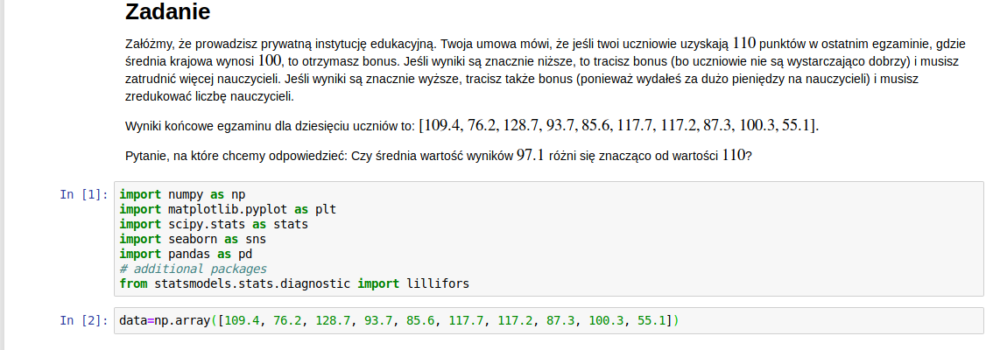 Zadanie
Załóżmy, że prowadzisz prywatną instytucję edukacyjną. Twoja umowa mówi, że jeśli twoi uczniowie uzyskają 110 punktów w ostatnim egzaminie, gdzie
średnia krajowa wynosi 100, to otrzymasz bonus. Jeśli wyniki są znacznie niższe, to tracisz bonus (bo uczniowie nie są wystarczająco dobrzy) i musisz
zatrudnić więcej nauczycieli. Jeśli wyniki są znacznie wyższe, tracisz także bonus (ponieważ wydałeś za dużo pieniędzy na nauczycieli) i musisz
zredukować liczbę nauczycieli.
Wyniki końcowe egzaminu dla dziesięciu uczniów to: [109.4, 76.2, 128.7, 93.7, 85.6, 117.7, 117.2, 87.3, 100.3, 55.1].
Pytanie, na które chcemy odpowiedzieć: Czy średnia wartość wyników 97.1 różni się znacząco od wartości 110?
In [1]: import numpy as np
import matplotlib.pyplot as plt
import scipy.stats as stats
import seaborn as sns
import pandas as pd
# additional packages
from statsmodels.stats.diagnostic import lillifors
In [2]: data=np.array([109.4, 76.2, 128.7, 93.7, 85.6, 117.7, 117.2, 87.3, 100.3, 55.1])